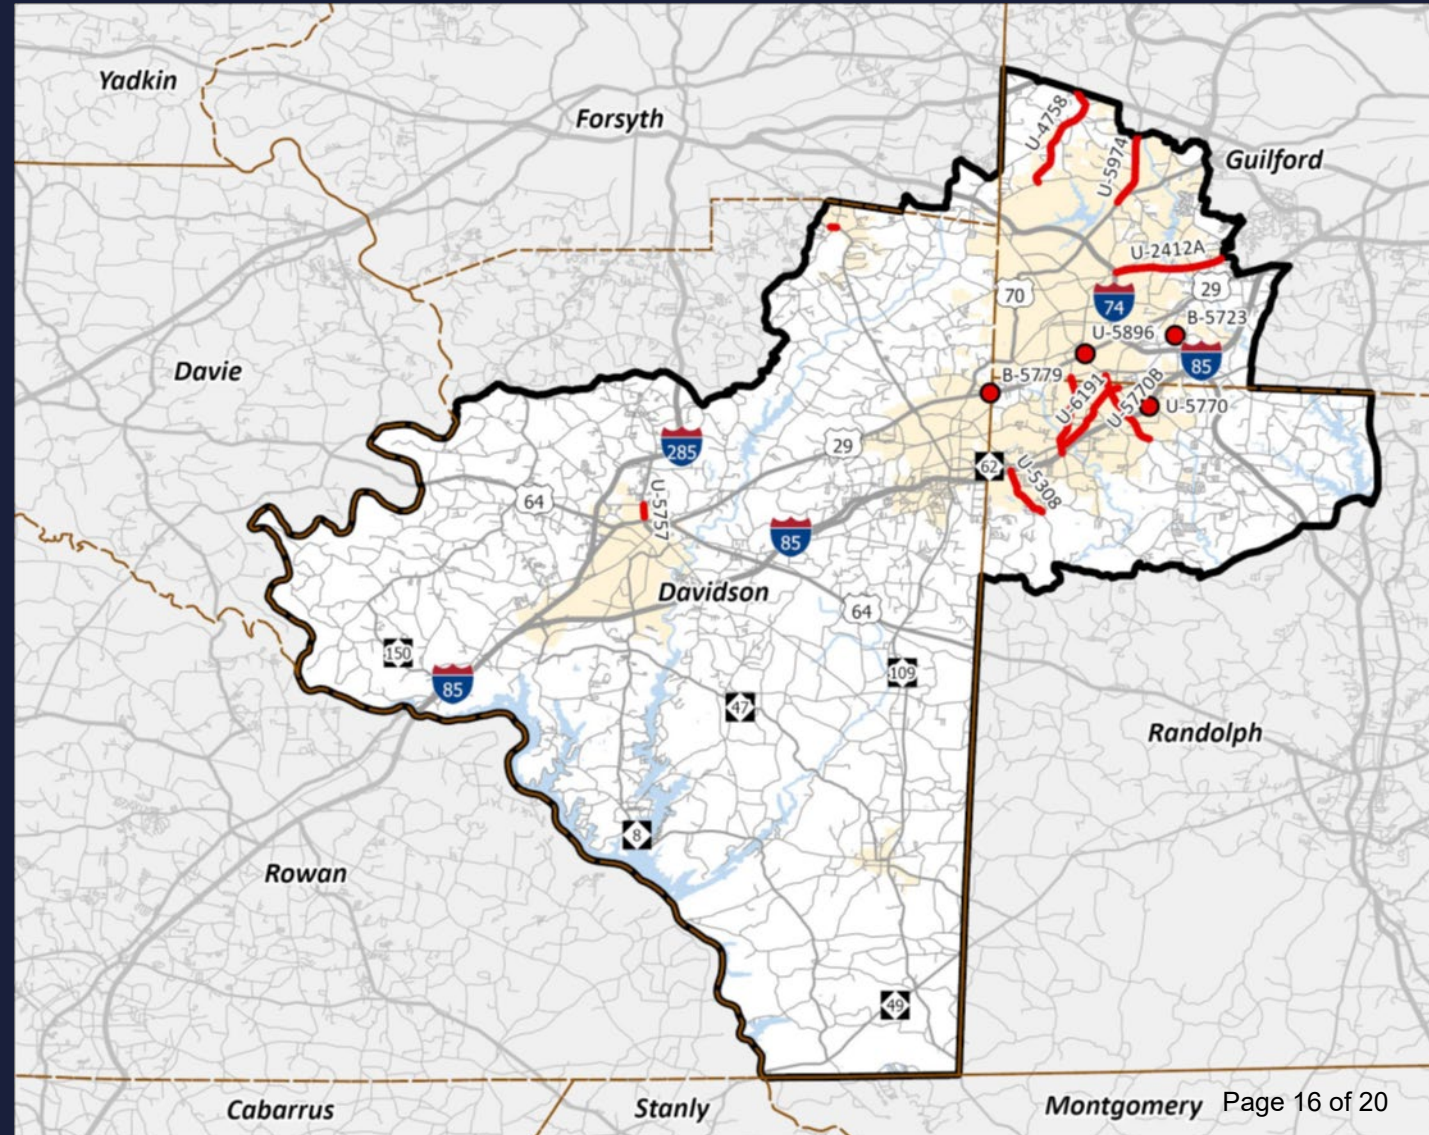 Yadkin
Forsyth
U-4758
U-5974
Guilford
U-2412A
70
74
29
B-5723
U-5896
85
Davie
B-5779
U-6191
U-5770B
U-5770
285
29
62
64
U-5757
U-5308
85
Davidson
64
150
85
109
47
Randolph
8
Rowan
49
Cabarrus
Stanly
Montgomery
Page 16 of 20